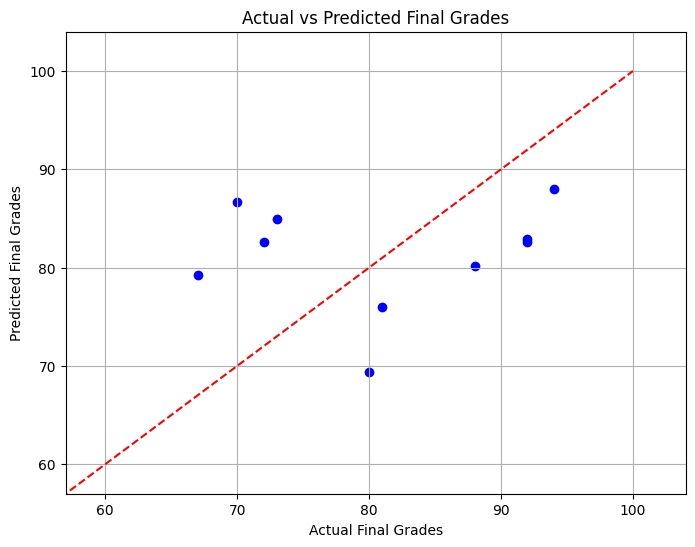 Actual vs Predicted Final Grades
100
90
80
70
60
Predicted Final Grades
60 70 80 90 100
Actual Final Grades